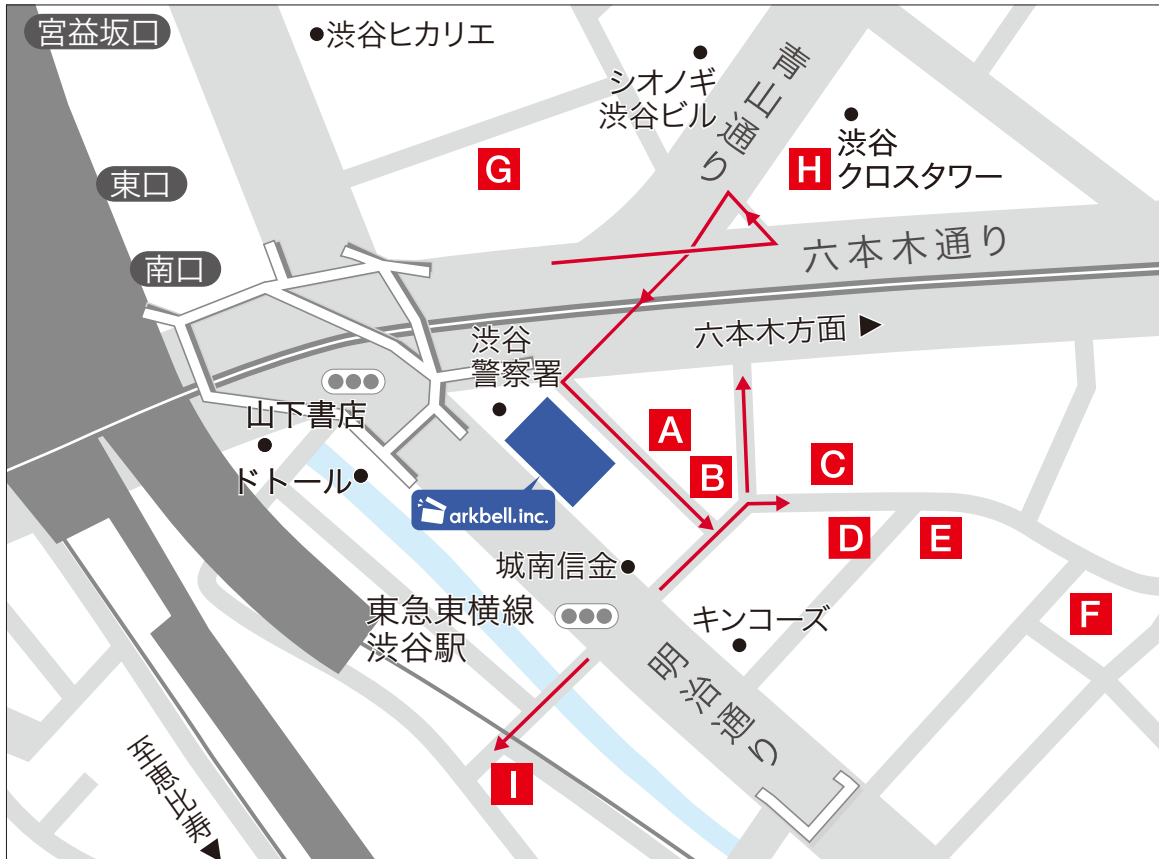 宮益坂口
渋谷ヒカリエ
シオノギ
渋谷ビル
青山通り
渋谷
クロスタワー
G
H
東口
南口
六本木通り
六本木方面 ▶
渋谷
警察署
山下書店
ドトール
arkbell.inc.
A
B
C
D
E
F
城南信金
東急東横線
渋谷駅
キンコーズ
明治通り
I
至恵比寿